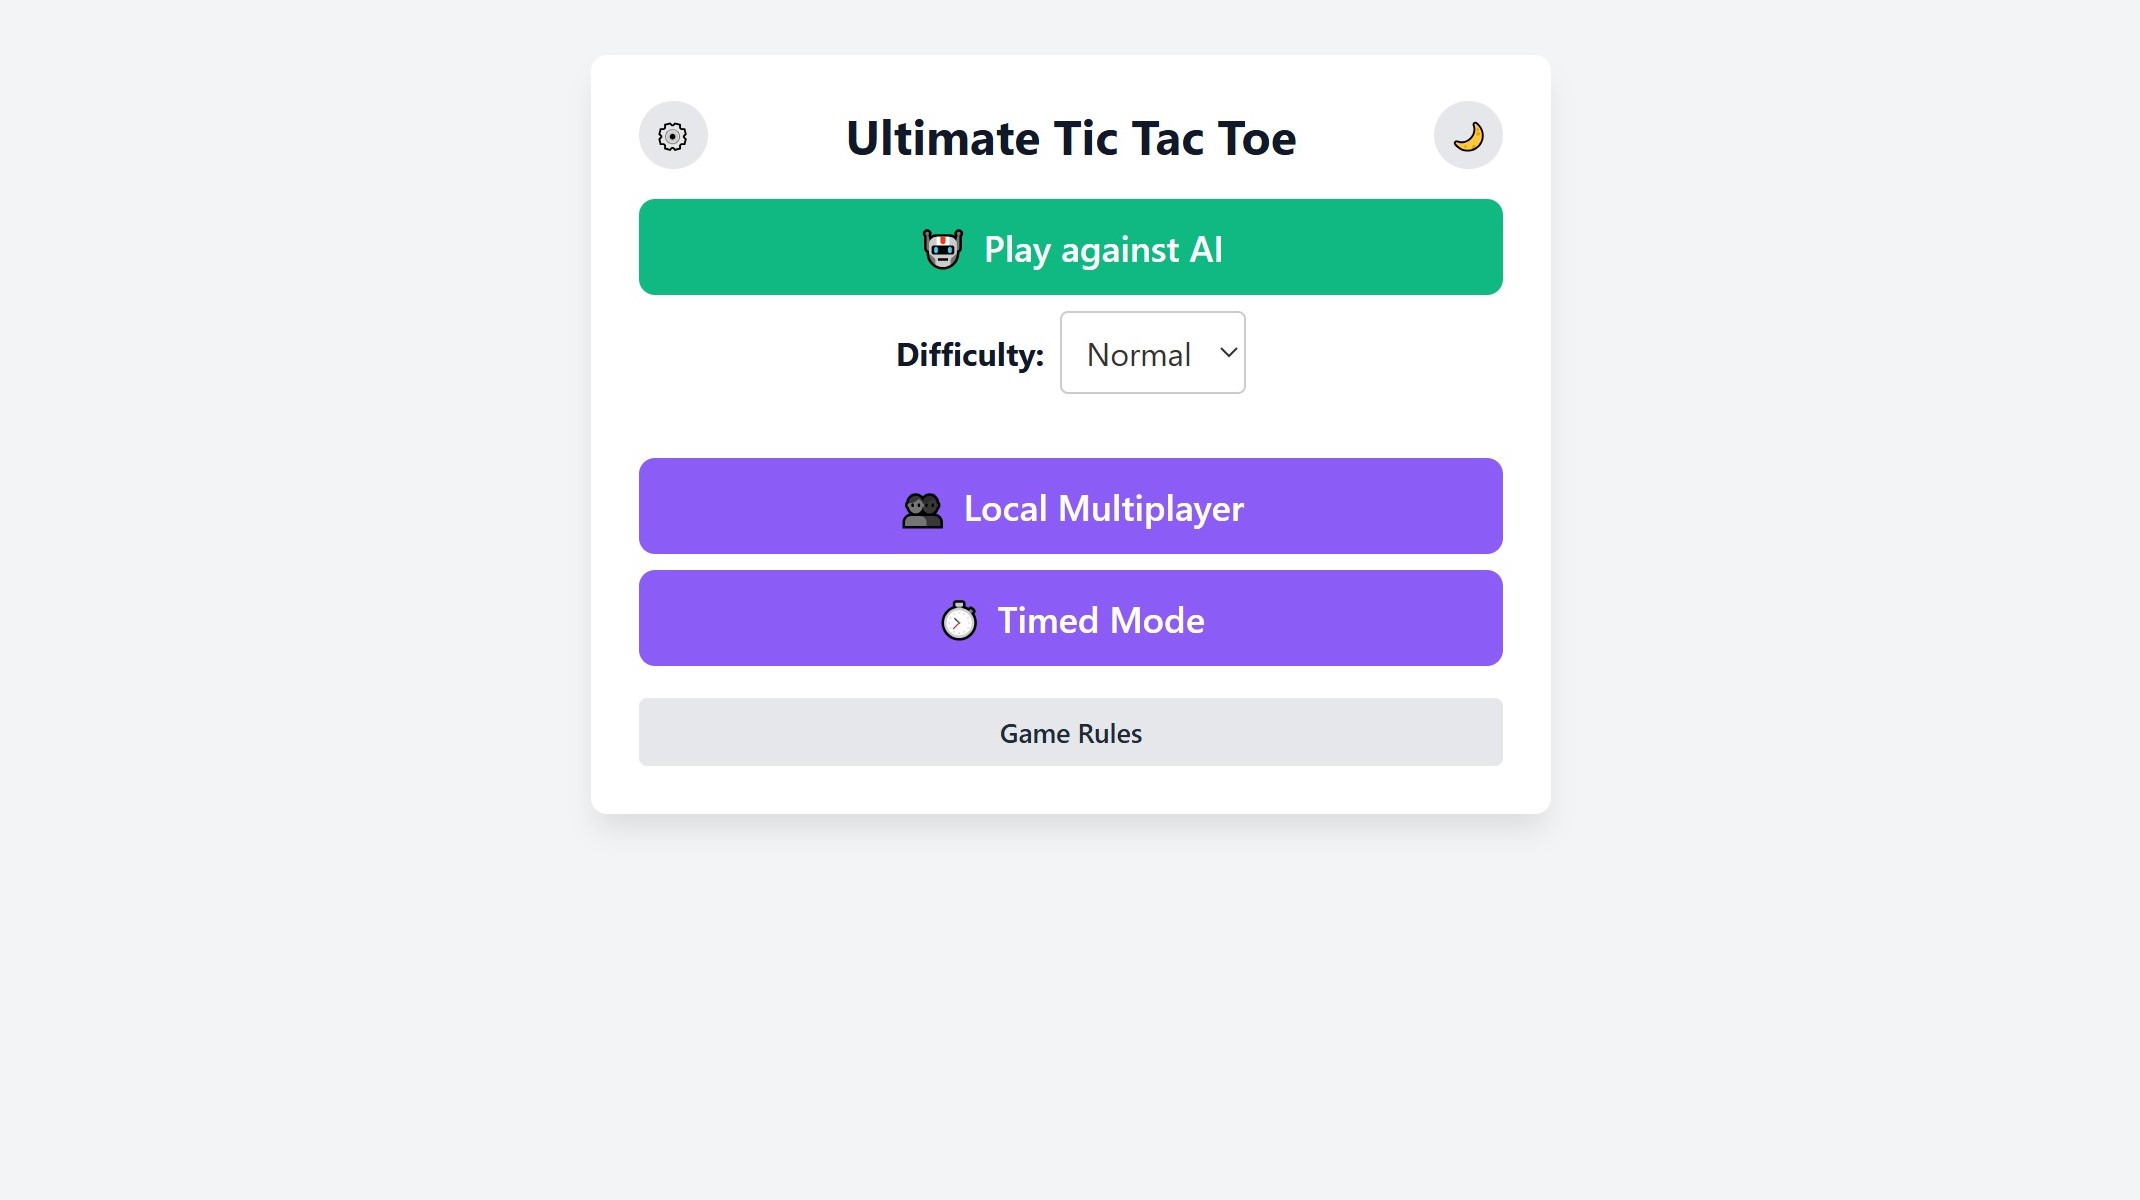 Ultimate Tic Tac Toe
Play against AI
Difficulty: Normal
Local Multiplayer
Timed Mode
Game Rules